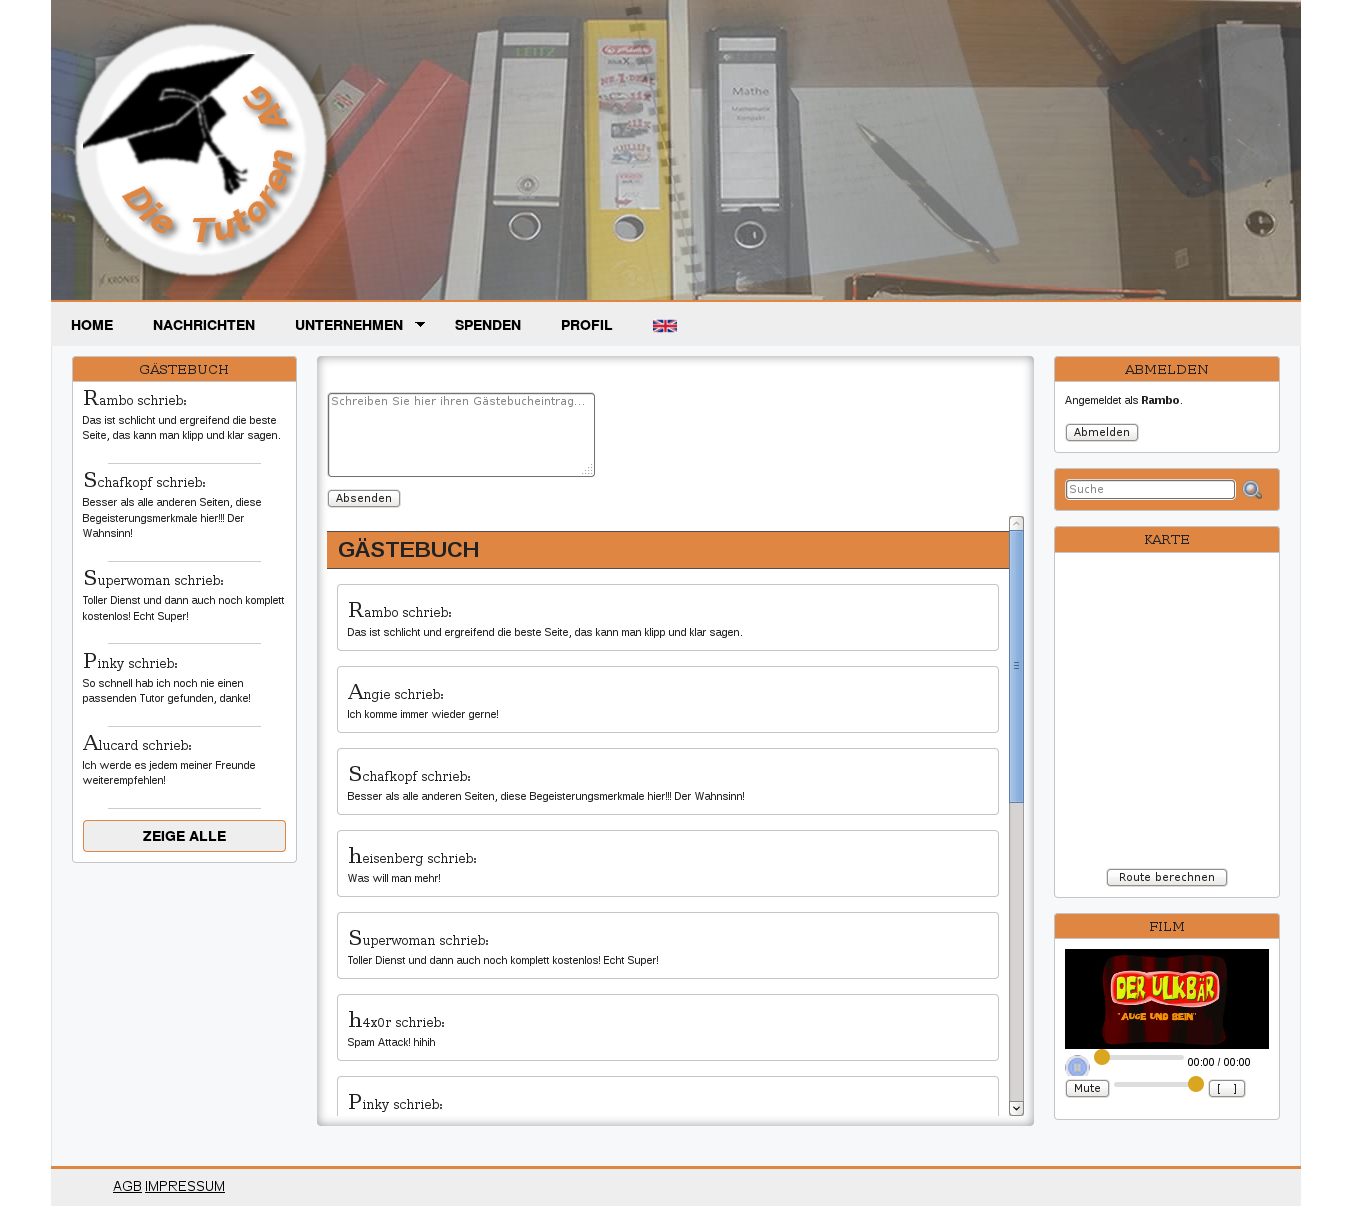 LEITZ
Mathe
Mathematik
Kompakt
KRONES
Die Tutoren AG
HOME
NACHRICHTEN
UNTERNEHMEN
SPENDEN
PROFIL
GÄSTEBUCH
Rambo schrieb:
Das ist schlicht und ergreifend die beste
Seite, das kann man klipp und klar sagen.
Schafkopf schrieb:
Besser als alle anderen Seiten, diese
Begeisterungsmerkmale hier!!! Der
Wahnsinn!
Superwoman schrieb:
Toller Dienst und dann auch noch komplett
kostenlos! Echt Super!
Pinky schrieb:
So schnell hab ich noch nie einen
passenden Tutor gefunden, danke!
Alucard schrieb:
Ich werde es jedem meiner Freunde
weiterempfehlen!
ZEIGE ALLE
Schreiben Sie hier ihren Gästebucheintrag...
Absenden
GÄSTEBUCH
Rambo schrieb:
Das ist schlicht und ergreifend die beste Seite, das kann man klipp und klar sagen.
Angie schrieb:
Ich komme immer wieder gerne!
Schafkopf schrieb:
Besser als alle anderen Seiten, diese Begeisterungsmerkmale hier!!! Der Wahnsinn!
heisenberg schrieb:
Was will man mehr!
Superwoman schrieb:
Toller Dienst und dann auch noch komplett kostenlos! Echt Super!
h4x0r schrieb:
Spam Attack! hihih
Pinky schrieb:
ABMELDEN
Angemeldet als Rambo.
Abmelden
Suche
KARTE
Route berechnen
FILM
DER ULKBÄR
"AUGE UND BEIN"
00:00 / 00:00
Mute
[ ]
AGB IMPRESSUM